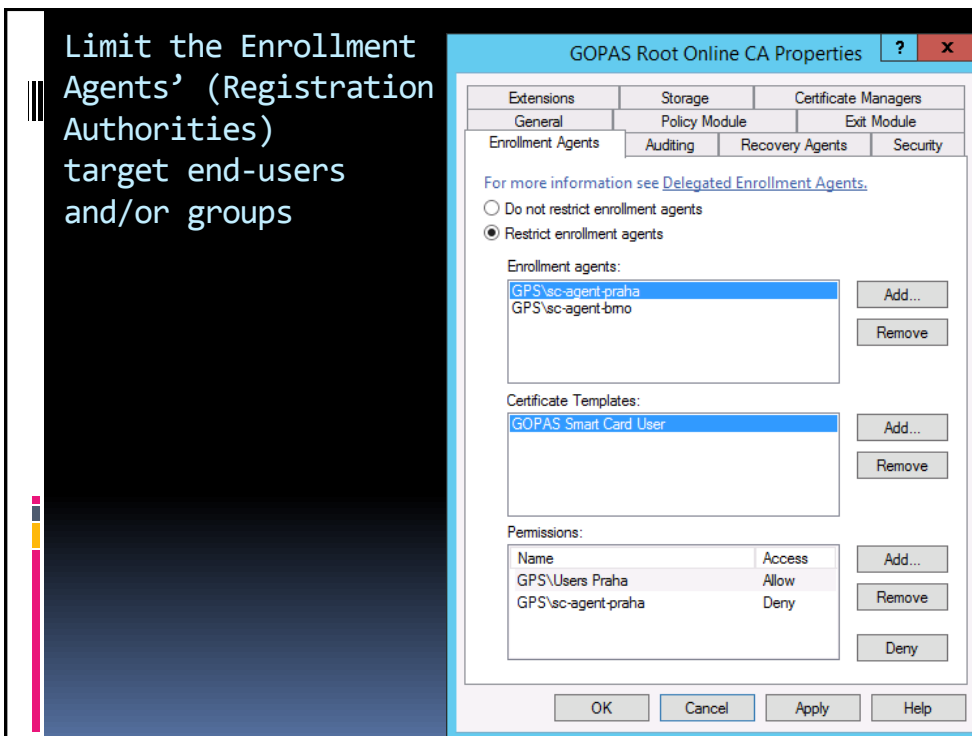 Limit the Enrollment
Agents’ (Registration
Authorities)
target end-users
and/or groups
GOPAS Root Online CA Properties
?
x
Extensions
Storage
Certificate Managers
General
Policy Module
Exit Module
Enrollment Agents
Auditing
Recovery Agents
Security
For more information see Delegated Enrollment Agents.
Do not restrict enrollment agents
Restrict enrollment agents
Enrollment agents:
GPS\sc-agent-praha
GPS\sc-agent-brno
Add...
Remove
Certificate Templates:
GOPAS Smart Card User
Add...
Remove
Permissions:
Name Access
GPS\Users Praha Allow
GPS\sc-agent-praha Deny
Add...
Remove
Deny
OK
Cancel
Apply
Help